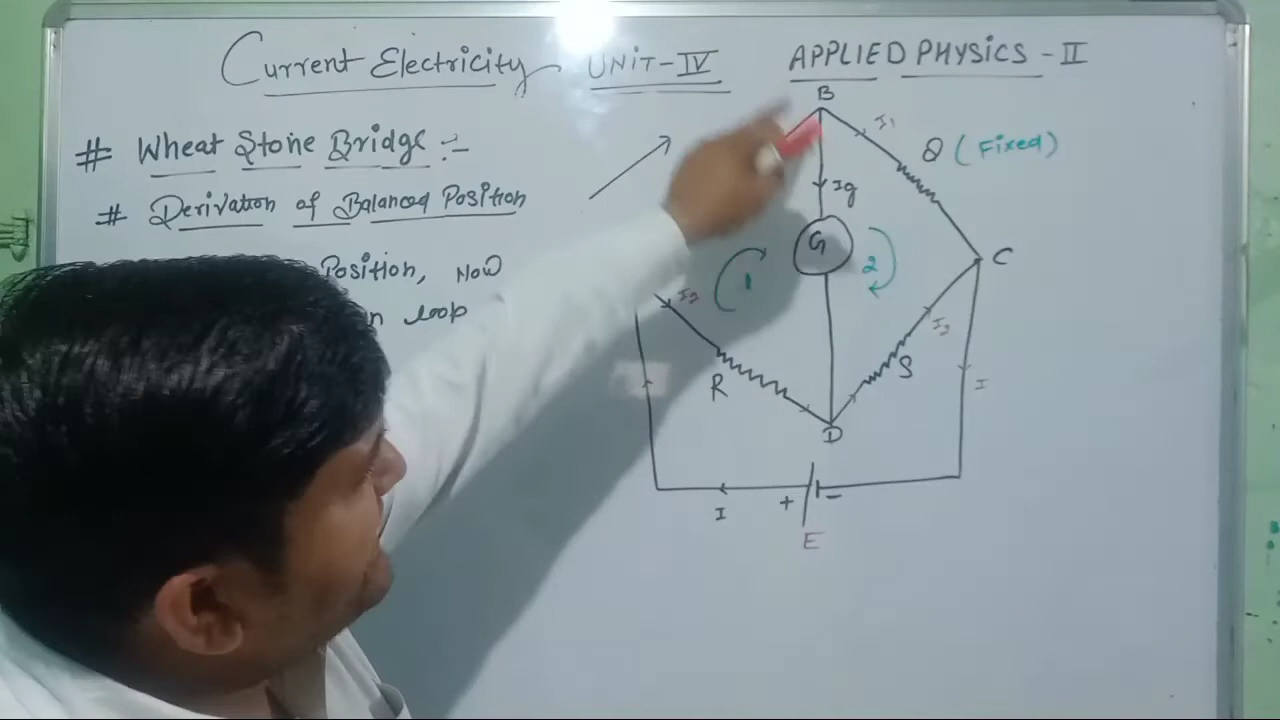 Current Electricity UNIT-IV APPLIED PHYSICS-II
# Wheat Stone Bridge :-
# Derivation of Balanced Position
Position, Now
n loop
B
I1
Q (Fixed)
Ig
G
1
2
C
I2
I2
R
S
I
D
+ -
I
E